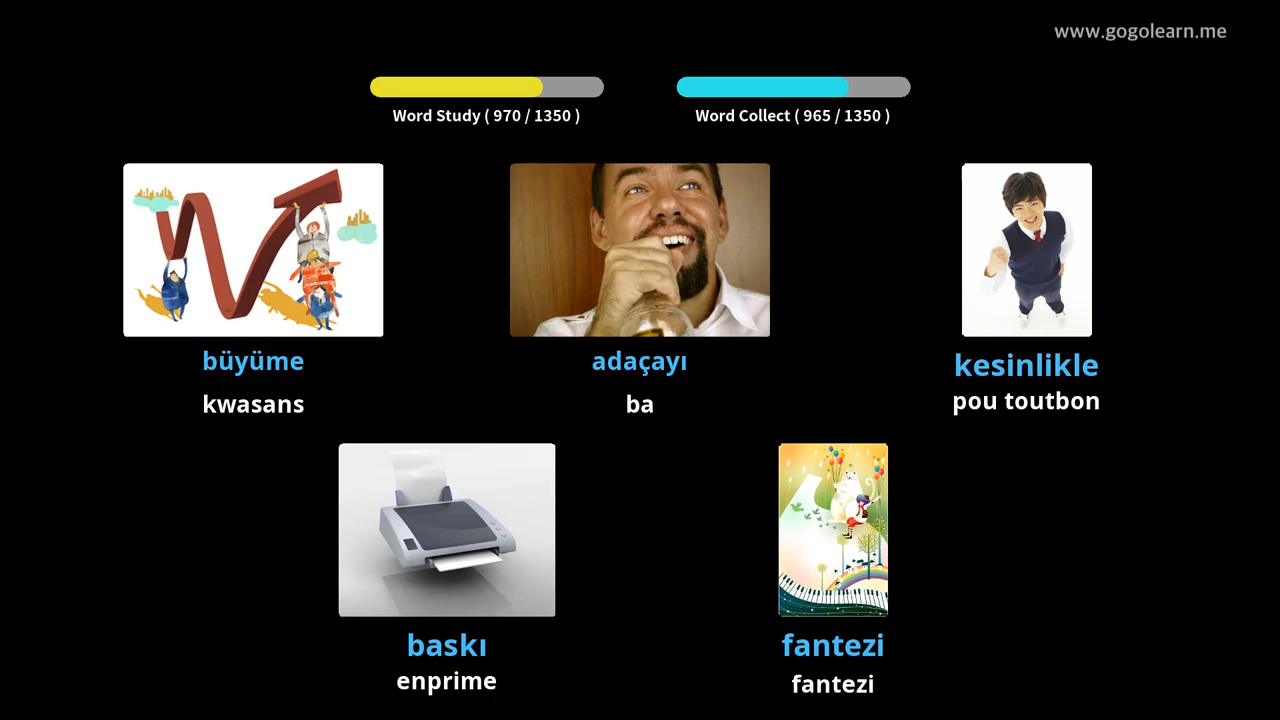 www.gogolearn.me
Word Study ( 970 / 1350 )
Word Collect ( 965 / 1350 )
büyüme
adaçayı
kesinlikle
kwasans
ba
pou toutbon
baskı
fantezi
enprime
fantezi